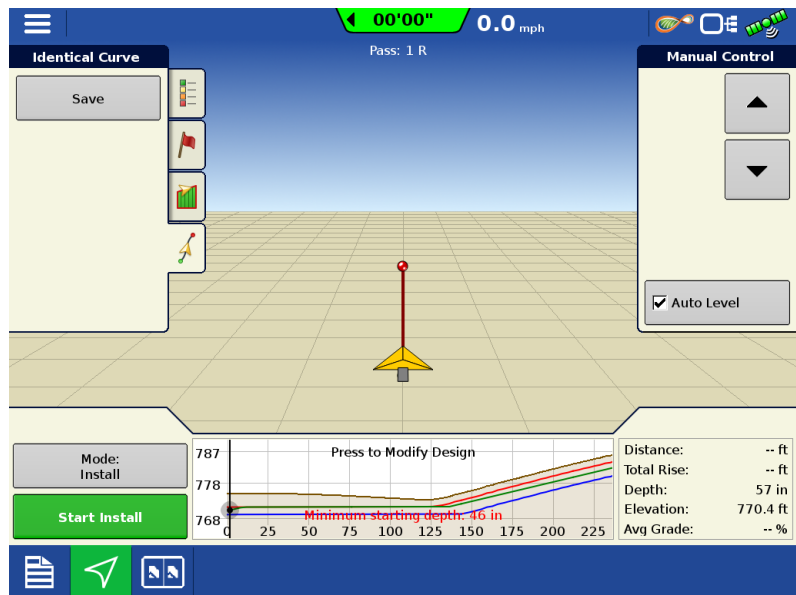 00'00"
0.0 mph
Pass: 1 R
Identical Curve
Save
Manual Control
Auto Level
Mode:
Install
Start Install
Press to Modify Design
787
778
768
Minimum starting depth: 46 in
0 25 50 75 100 125 150 175 200 225
Distance: -- ft
Total Rise: -- ft
Depth: 57 in
Elevation: 770.4 ft
Avg Grade: -- %